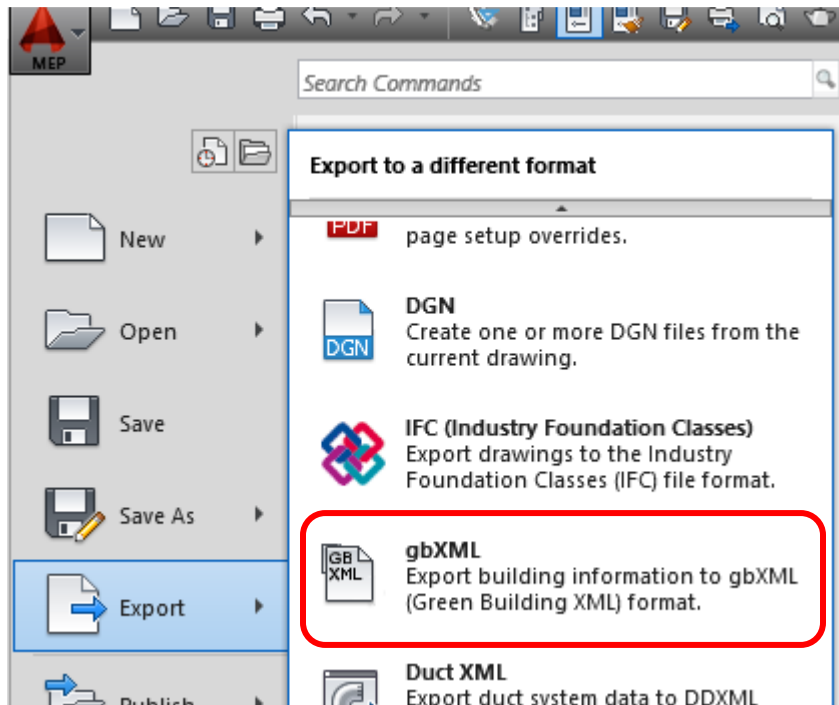 MEP
Search Commands
Export to a different format
PDF
page setup overrides.
New
DGN
DGN
Create one or more DGN files from the
current drawing.
Open
Save
IFC (Industry Foundation Classes)
Export drawings to the Industry
Foundation Classes (IFC) file format.
Save As
GB
XML
gbXML
Export building information to gbXML
(Green Building XML) format.
Export
Duct XML
Export duct system data to DDXML
Publish